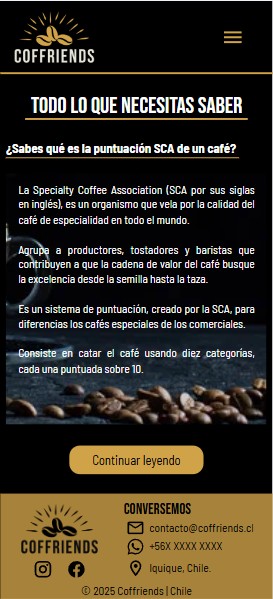 COFFRIENDS
TODO LO QUE NECESITAS SABER
¿Sabes qué es la puntuación SCA de un café?
La Specialty Coffee Association (SCA por sus siglas
en inglés), es un organismo que vela por la calidad del
café de especialidad en todo el mundo.
Agrupa a productores, tostadores y baristas que
contribuyen a que la cadena de valor del café busque
la excelencia desde la semilla hasta la taza.
Es un sistema de puntuación, creado por la SCA, para
diferencias los cafés especiales de los comerciales.
Consiste en catar el café usando diez categorías,
cada una puntuada sobre 10.
Continuar leyendo
COFFRIENDS
CONVERSEMOS
contacto@coffriends.cl
+56X XXXX XXXX
Iquique, Chile.
© 2025 Coffriends | Chile